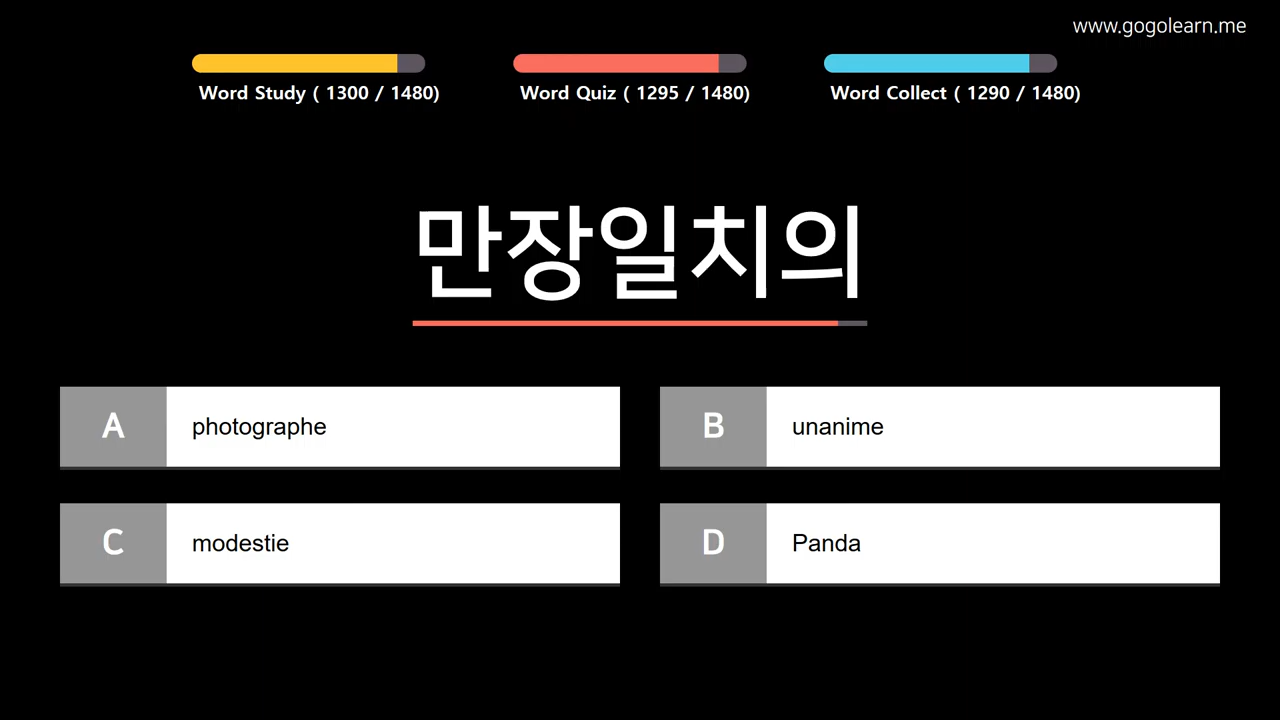 www.gogolearn.me
Word Study ( 1300 / 1480)
Word Quiz ( 1295 / 1480)
Word Collect ( 1290 / 1480)
만장일치의
A photographe
B unanime
C modestie
D Panda